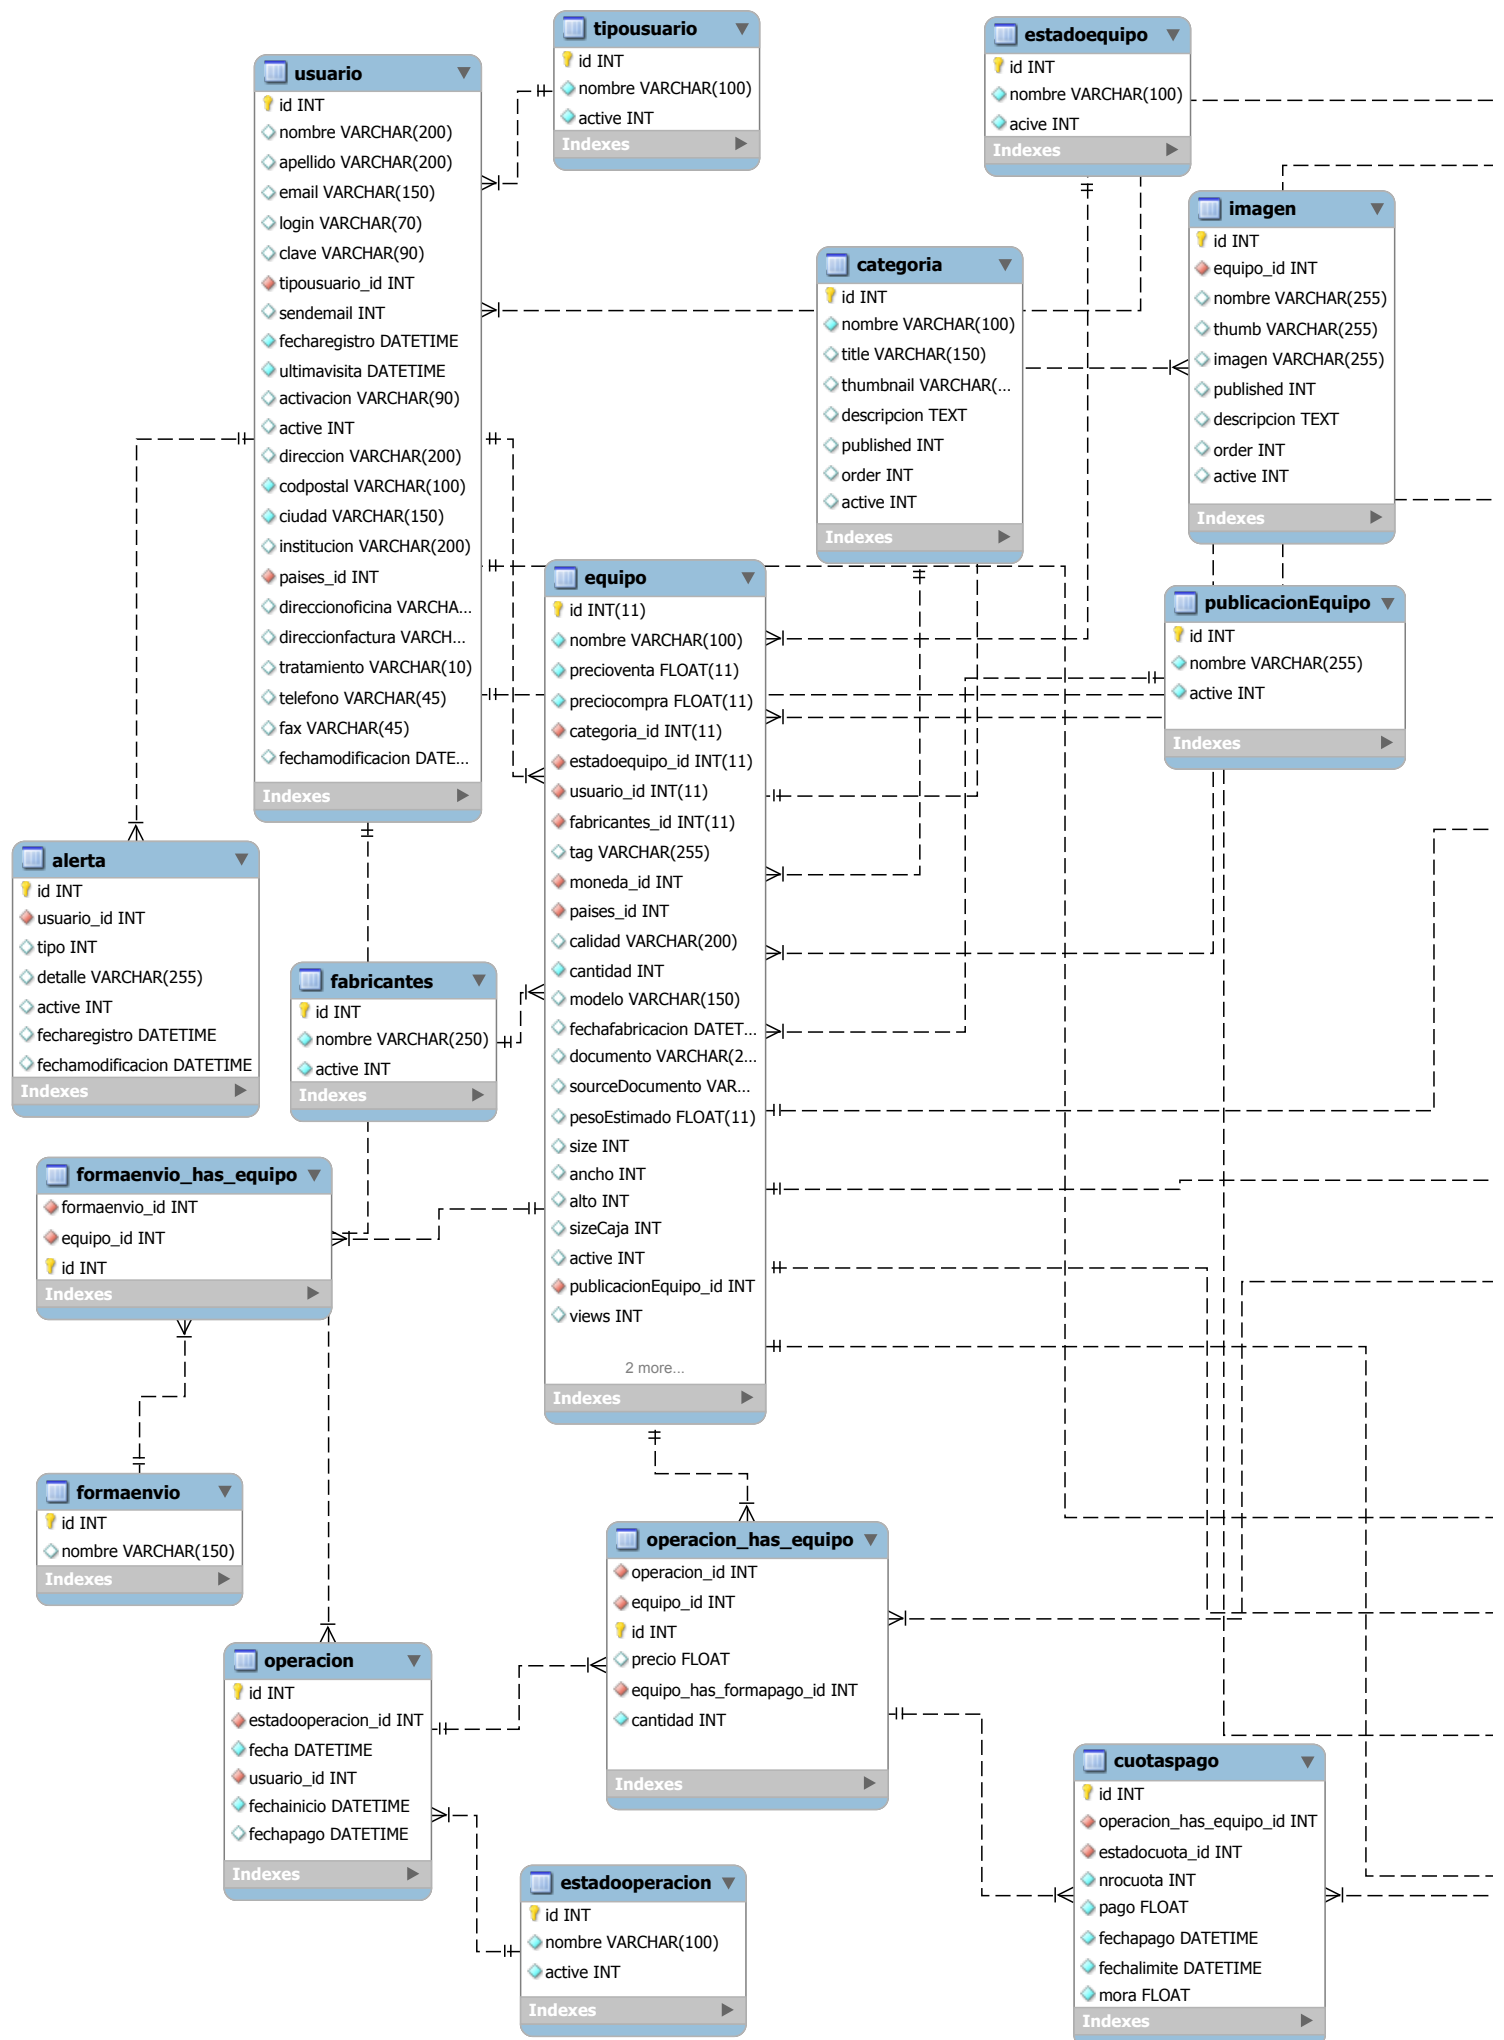 tipousuario
id INT
nombre VARCHAR(100)
active INT
Indexes
estadoequipo
id INT
nombre VARCHAR(100)
acive INT
Indexes
usuario
id INT
nombre VARCHAR(200)
apellido VARCHAR(200)
email VARCHAR(150)
login VARCHAR(70)
clave VARCHAR(90)
tipousuario_id INT
sendemail INT
fecharegistro DATETIME
ultimavisita DATETIME
activacion VARCHAR(90)
active INT
direccion VARCHAR(200)
codpostal VARCHAR(100)
ciudad VARCHAR(150)
institucion VARCHAR(200)
paises_id INT
direccionoficina VARCHA...
direccionfactura VARCH...
tratamiento VARCHAR(10)
telefono VARCHAR(45)
fax VARCHAR(45)
fechamodificacion DATE...
Indexes
imagen
id INT
equipo_id INT
nombre VARCHAR(255)
thumb VARCHAR(255)
imagen VARCHAR(255)
published INT
descripcion TEXT
order INT
active INT
Indexes
categoria
id INT
nombre VARCHAR(100)
title VARCHAR(150)
thumbnail VARCHAR(...
descripcion TEXT
published INT
order INT
active INT
Indexes
equipo
id INT(11)
nombre VARCHAR(100)
precioventa FLOAT(11)
preciocompra FLOAT(11)
categoria_id INT(11)
estadoequipo_id INT(11)
usuario_id INT(11)
fabricantes_id INT(11)
tag VARCHAR(255)
moneda_id INT
paises_id INT
calidad VARCHAR(200)
cantidad INT
modelo VARCHAR(150)
fechafabricacion DATET...
documento VARCHAR(2...
sourceDocumento VAR...
pesoEstimado FLOAT(11)
size INT
ancho INT
alto INT
sizeCaja INT
active INT
publicacionEquipo_id INT
views INT
2 more...
Indexes
publicacionEquipo
id INT
nombre VARCHAR(255)
active INT
Indexes
alerta
id INT
usuario_id INT
tipo INT
detalle VARCHAR(255)
active INT
fecharegistro DATETIME
fechamodificacion DATETIME
Indexes
fabricantes
id INT
nombre VARCHAR(250)
active INT
Indexes
formaenvio_has_equipo
formaenvio_id INT
equipo_id INT
id INT
Indexes
formaenvio
id INT
nombre VARCHAR(150)
Indexes
operacion_has_equipo
operacion_id INT
equipo_id INT
id INT
precio FLOAT
equipo_has_formapago_id INT
cantidad INT
Indexes
operacion
id INT
estadooperacion_id INT
fecha DATETIME
usuario_id INT
fechainicio DATETIME
fechapago DATETIME
Indexes
cuotaspago
id INT
operacion_has_equipo_id INT
estadocuota_id INT
nrocuota INT
pago FLOAT
fechapago DATETIME
fechalimite DATETIME
mora FLOAT
Indexes
estadooperacion
id INT
nombre VARCHAR(100)
active INT
Indexes